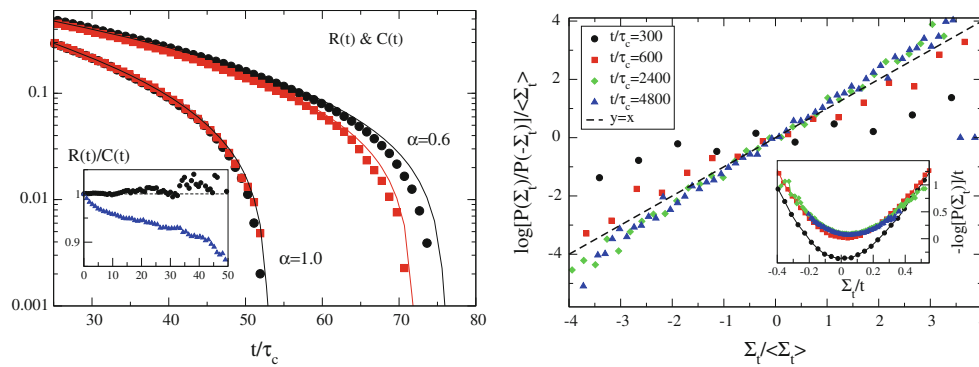 R(t) & C(t)
0.1
0.01
0.001
α=0.6
α=1.0
R(t)/C(t)
1
0.9
0 10 20 30 40 50
30 40 50 60 70 80
t/τc
log[P(Σt)/P(-Σt)]/<Σt>
4
2
0
-2
-4
t/τc=300
t/τc=600
t/τc=2400
t/τc=4800
y=x
-log[P(Σt)]/t
1
0.5
0
-0.4 -0.2 0 0.2 0.4
Σt/t
-4 -3 -2 -1 0 1 2 3
Σt/<Σt>